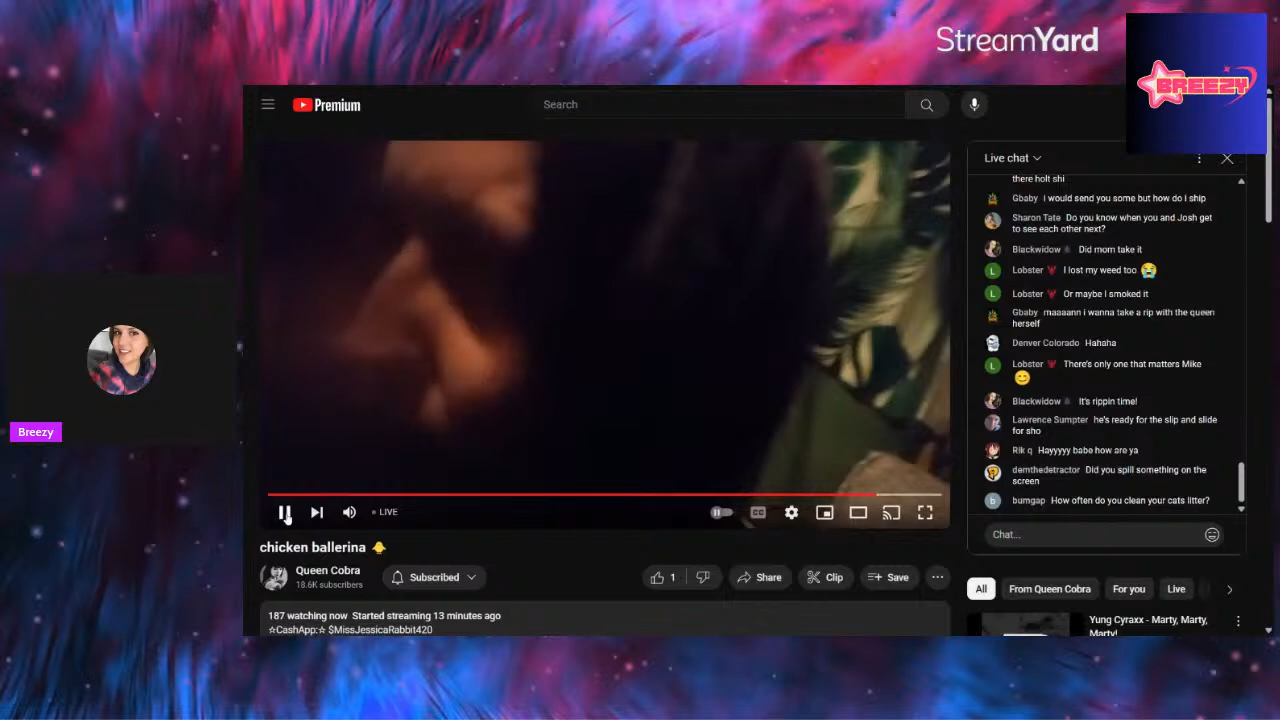 StreamYard
BREEZY
Premium
Search
Live chat
there holt shi
Gbaby I would send you some but how do i ship
Sharon Tate Do you know when you and Josh get
to see each other next?
Blackwidow Did mom take it
Lobster I lost my weed too 😭
Lobster Or maybe I smoked it
Gbaby maaaann i wanna take a rip with the queen
herself
Denver Colorado Hahaha
Lobster There's only one that matters Mike
😊
Blackwidow It's rippin time!
Lawrence Sumpter he's ready for the slip and slide
for sho
Rik q Hayyyyy babe how are ya
demthedetractor Did you spill something on the
screen
bumgap How often do you clean your cats litter?
Chat...
Breezy
LIVE
CC
chicken ballerina 🐥
Queen Cobra
18.6K subscribers
Subscribed
1
Share
Clip
Save
All
From Queen Cobra
For you
Live
187 watching now Started streaming 13 minutes ago
☆CashApp:☆ $MissJessicaRabbit420
Yung Cyraxx - Marty, Marty,
Marty!